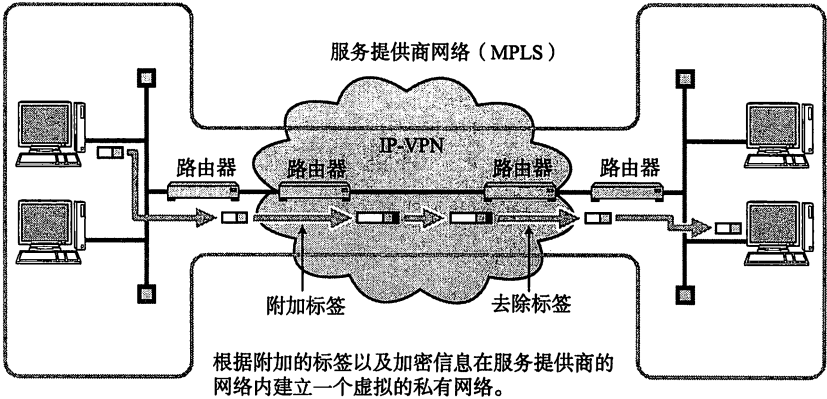 服务提供商网络（MPLS）
IP-VPN
路由器
路由器
路由器
路由器
附加标签
去除标签
根据附加的标签以及加密信息在服务提供商的
网络内建立一个虚拟的私有网络。